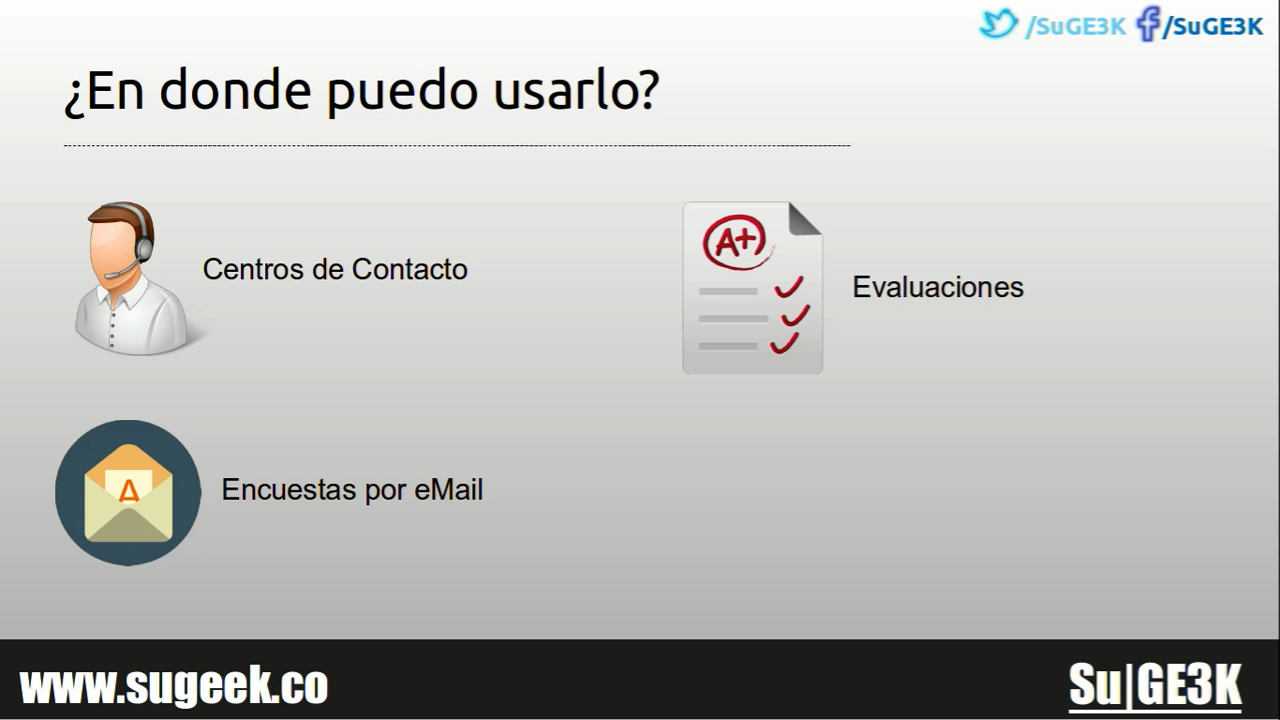 /SuGE3K /SuGE3K
¿En donde puedo usarlo?
A+
Centros de Contacto
Evaluaciones
Encuestas por eMail
www.sugeek.co
Su|GE3K